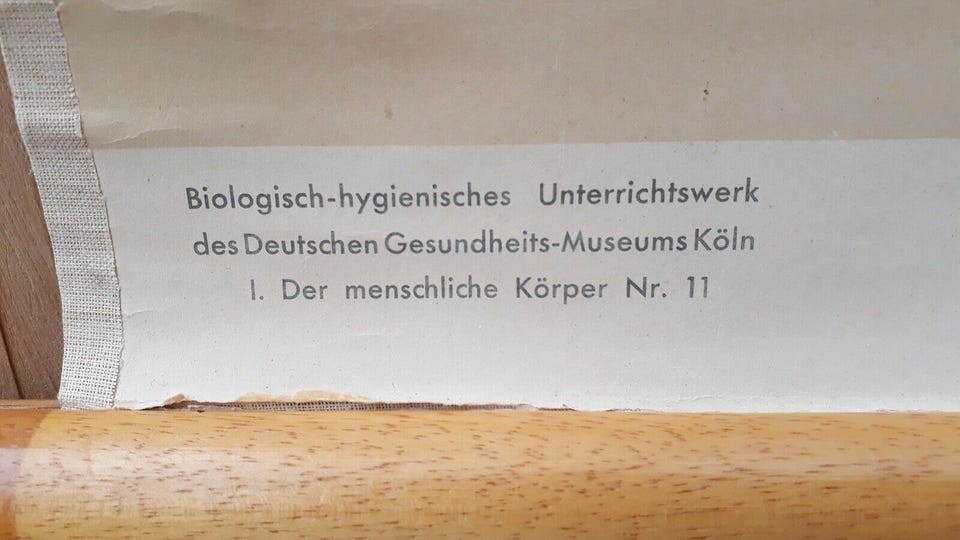 Biologisch-hygienisches Unterrichtswerk
des Deutschen Gesundheits-Museums Köln
I. Der menschliche Körper Nr. 11